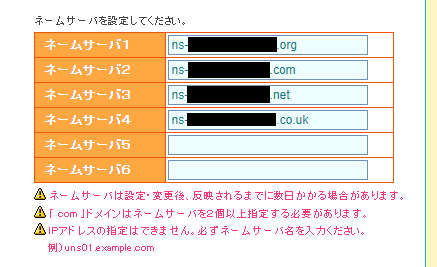 ネームサーバを設定してください。
ネームサーバ1 ns- .org
ネームサーバ2 ns- .com
ネームサーバ3 ns- .net
ネームサーバ4 ns- .co.uk
ネームサーバ5
ネームサーバ6
ネームサーバは設定・変更後、反映されるまでに数日かかる場合があります。
「 com 」ドメインはネームサーバを2個以上指定する必要があります。
IPアドレスの指定はできません。必ずネームサーバ名を入力ください。
例)uns01.example.com